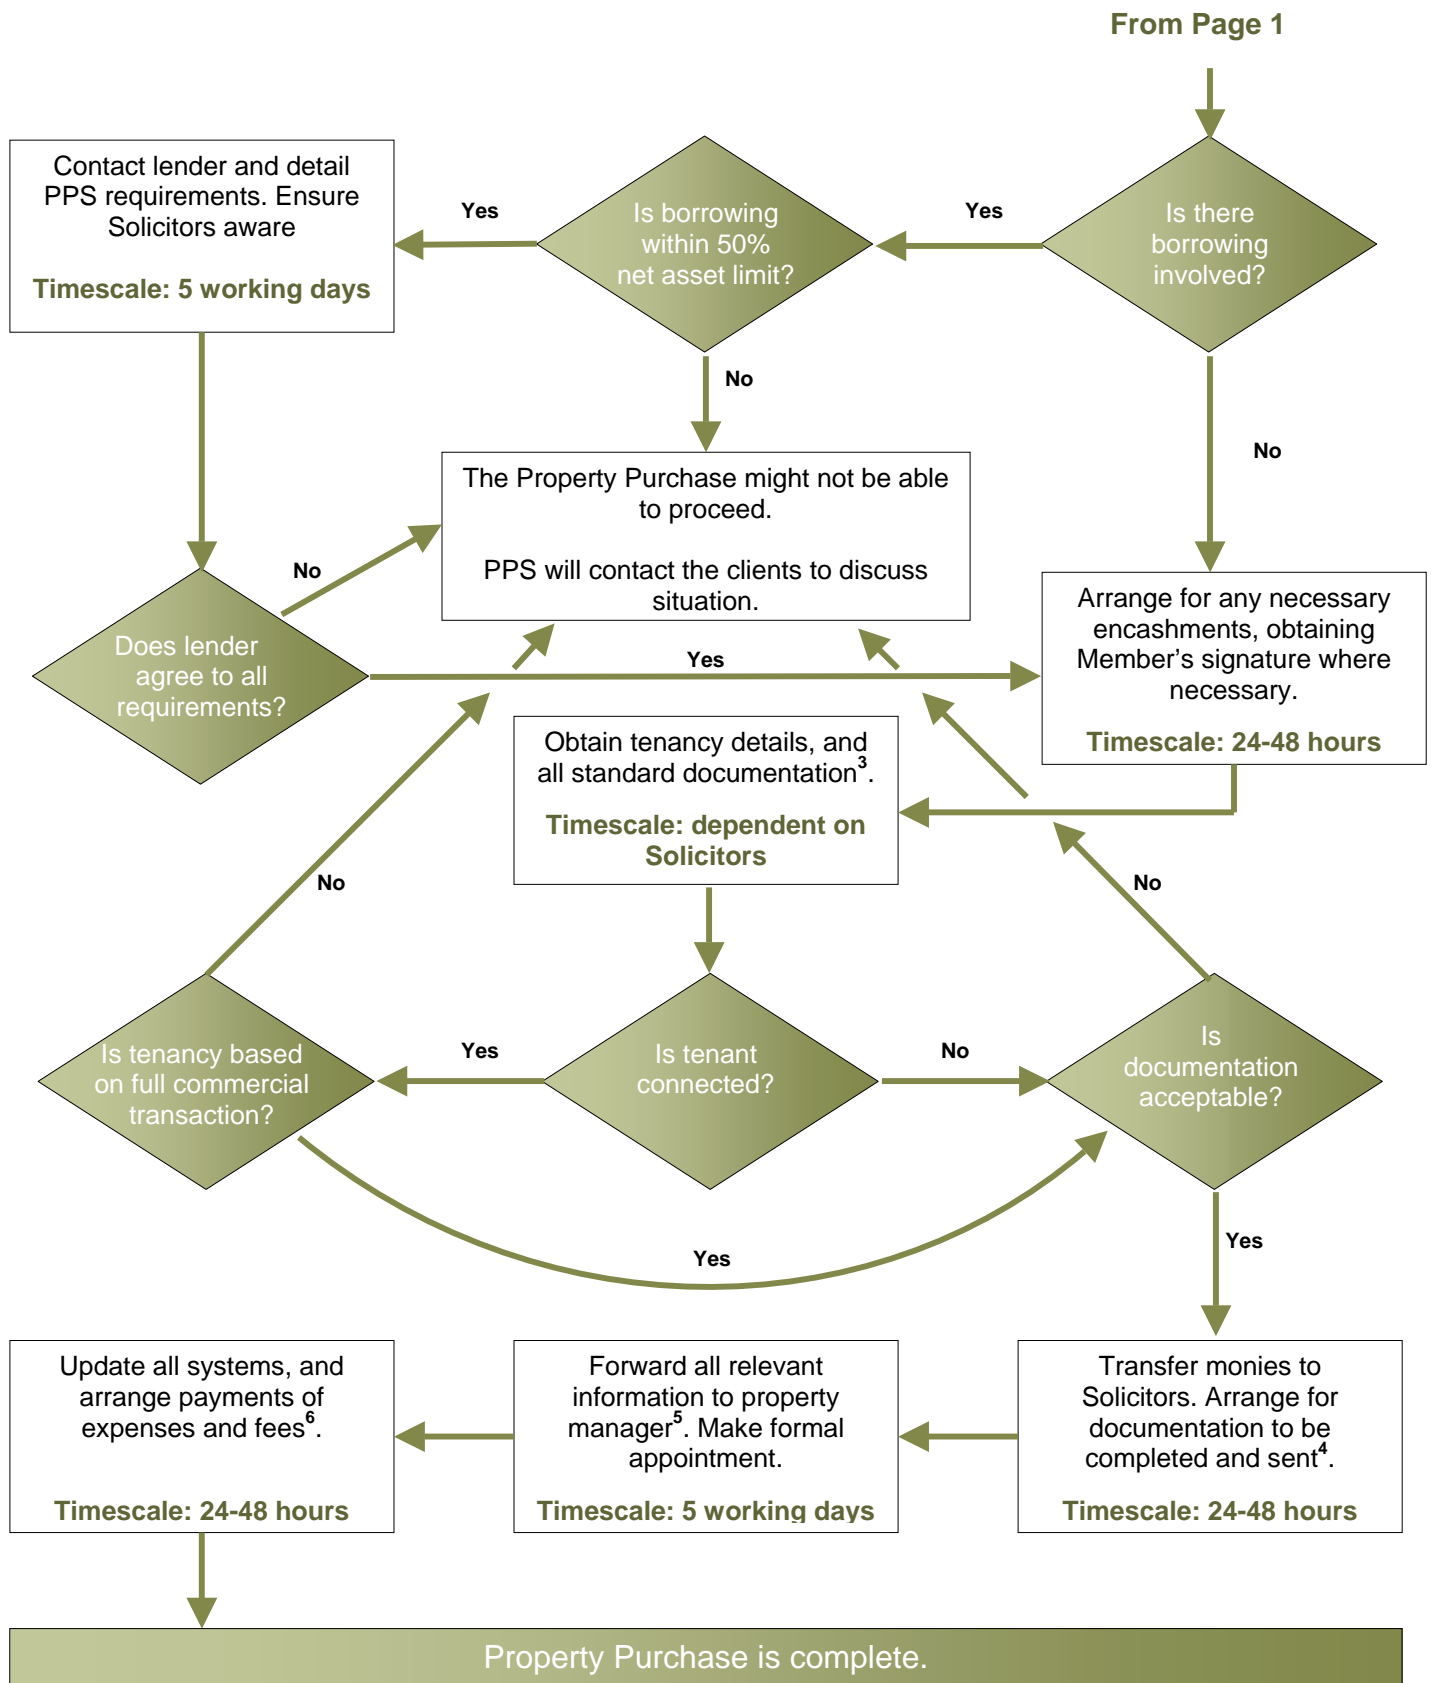 From Page 1
Contact lender and detail
PPS requirements. Ensure
Solicitors aware
Timescale: 5 working days
Yes
Is borrowing
within 50%
net asset limit?
Yes
Is there
borrowing
involved?
No
No
The Property Purchase might not be able
to proceed.
PPS will contact the clients to discuss
situation.
No
Does lender
agree to all
requirements?
Yes
Arrange for any necessary
encashments, obtaining
Member’s signature where
necessary.
Timescale: 24-48 hours
Obtain tenancy details, and
all standard documentation3.
Timescale: dependent on
Solicitors
No
No
Is tenancy based
on full commercial
transaction?
Yes
Is tenant
connected?
No
Is
documentation
acceptable?
Yes
Yes
Update all systems, and
arrange payments of
expenses and fees6.
Timescale: 24-48 hours
Forward all relevant
information to property
manager5. Make formal
appointment.
Timescale: 5 working days
Transfer monies to
Solicitors. Arrange for
documentation to be
completed and sent4.
Timescale: 24-48 hours
Property Purchase is complete.